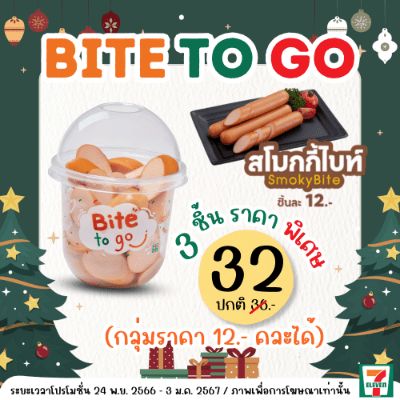 BITE TO GO
สโมกกี้ไบท์
SmokyBite
ชิ้นละ 12.-
Bite
to go
3 ชิ้น ราคา พิเศษ
32
ปกติ 36.-
(กลุ่มราคา 12.- คละได้)
ระยะเวลาโปรโมชั่น 24 พ.ย. 2566 - 3 ม.ค. 2567 / ภาพเพื่อการโฆษณาเท่านั้น
7
ELEVEN